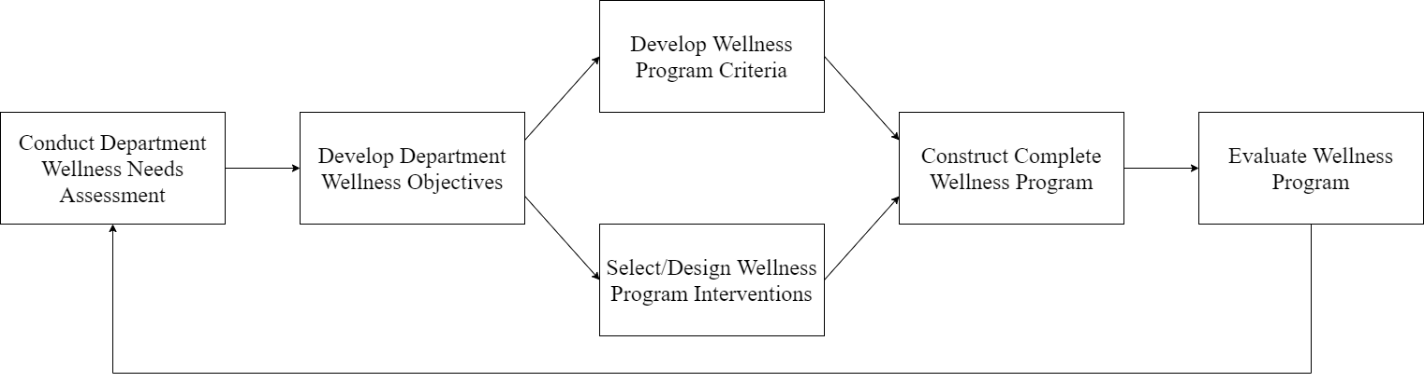 Conduct Department
Wellness Needs
Assessment
Develop Department
Wellness Objectives
Develop Wellness
Program Criteria
Select/Design Wellness
Program Interventions
Construct Complete
Wellness Program
Evaluate Wellness
Program